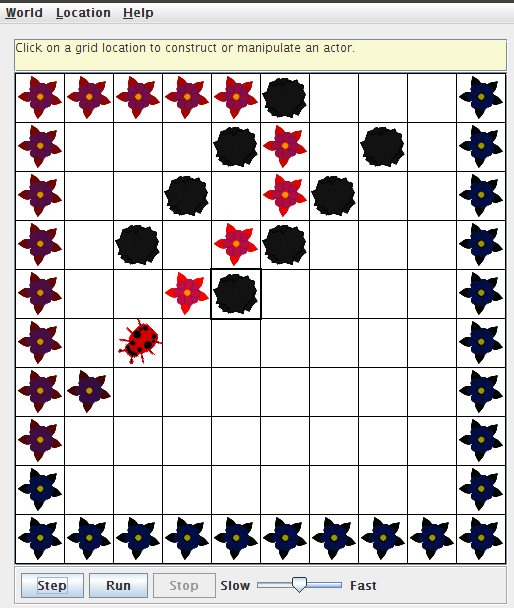 World Location Help
Click on a grid location to construct or manipulate an actor.
Step Run Stop Slow Fast